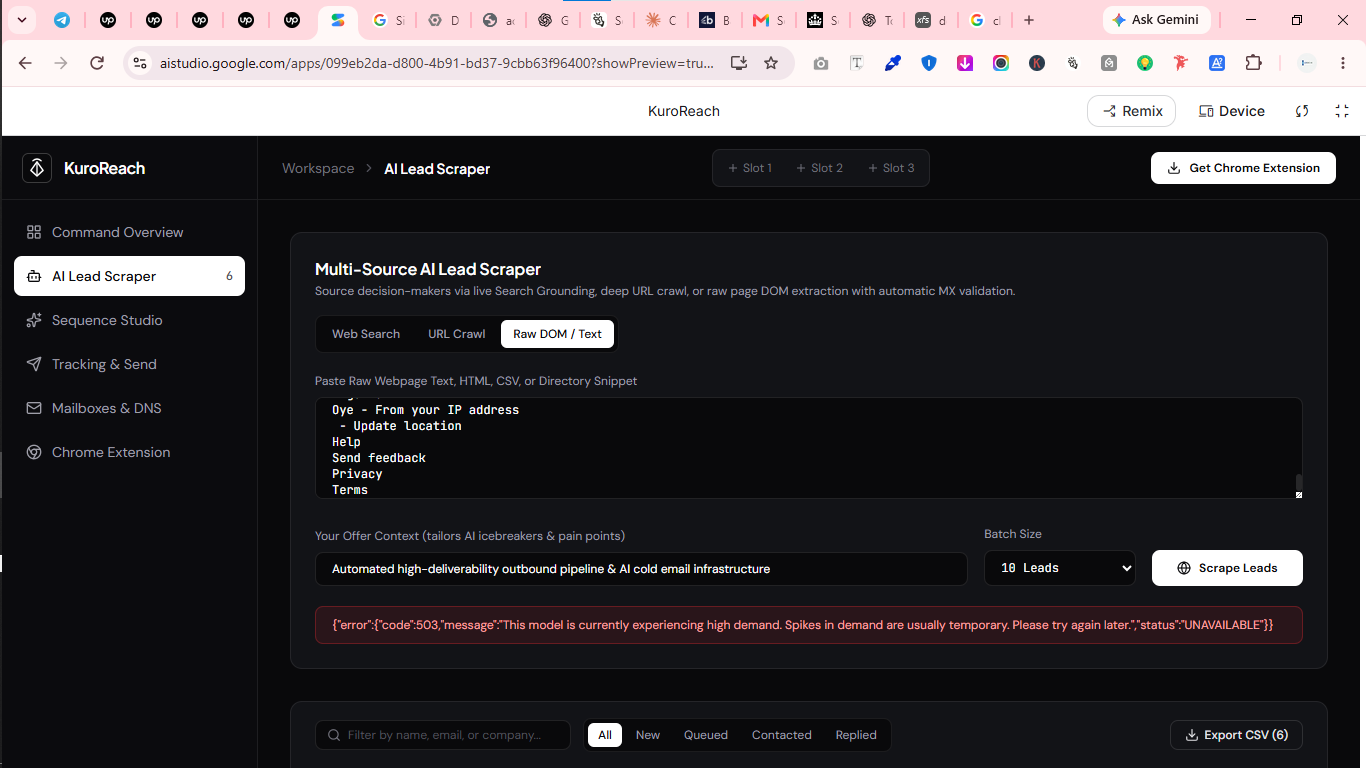 Ask Gemini
aistudio.google.com/apps/099eb2da-d800-4b91-bd37-9cbb63f96400?showPreview=tru...
KuroReach
Remix
Device
KuroReach
Workspace > AI Lead Scraper
+ Slot 1 + Slot 2 + Slot 3
Get Chrome Extension
Command Overview
AI Lead Scraper 6
Sequence Studio
Tracking & Send
Mailboxes & DNS
Chrome Extension
Multi-Source AI Lead Scraper
Source decision-makers via live Search Grounding, deep URL crawl, or raw page DOM extraction with automatic MX validation.
Web Search URL Crawl Raw DOM / Text
Paste Raw Webpage Text, HTML, CSV, or Directory Snippet
Oye - From your IP address
- Update location
Help
Send feedback
Privacy
Terms
Your Offer Context (tailors AI icebreakers & pain points)
Batch Size
Automated high-deliverability outbound pipeline & AI cold email infrastructure
10 Leads
Scrape Leads
{"error":{"code":503,"message":"This model is currently experiencing high demand. Spikes in demand are usually temporary. Please try again later.","status":"UNAVAILABLE"}}
Filter by name, email, or company...
All New Queued Contacted Replied
Export CSV (6)